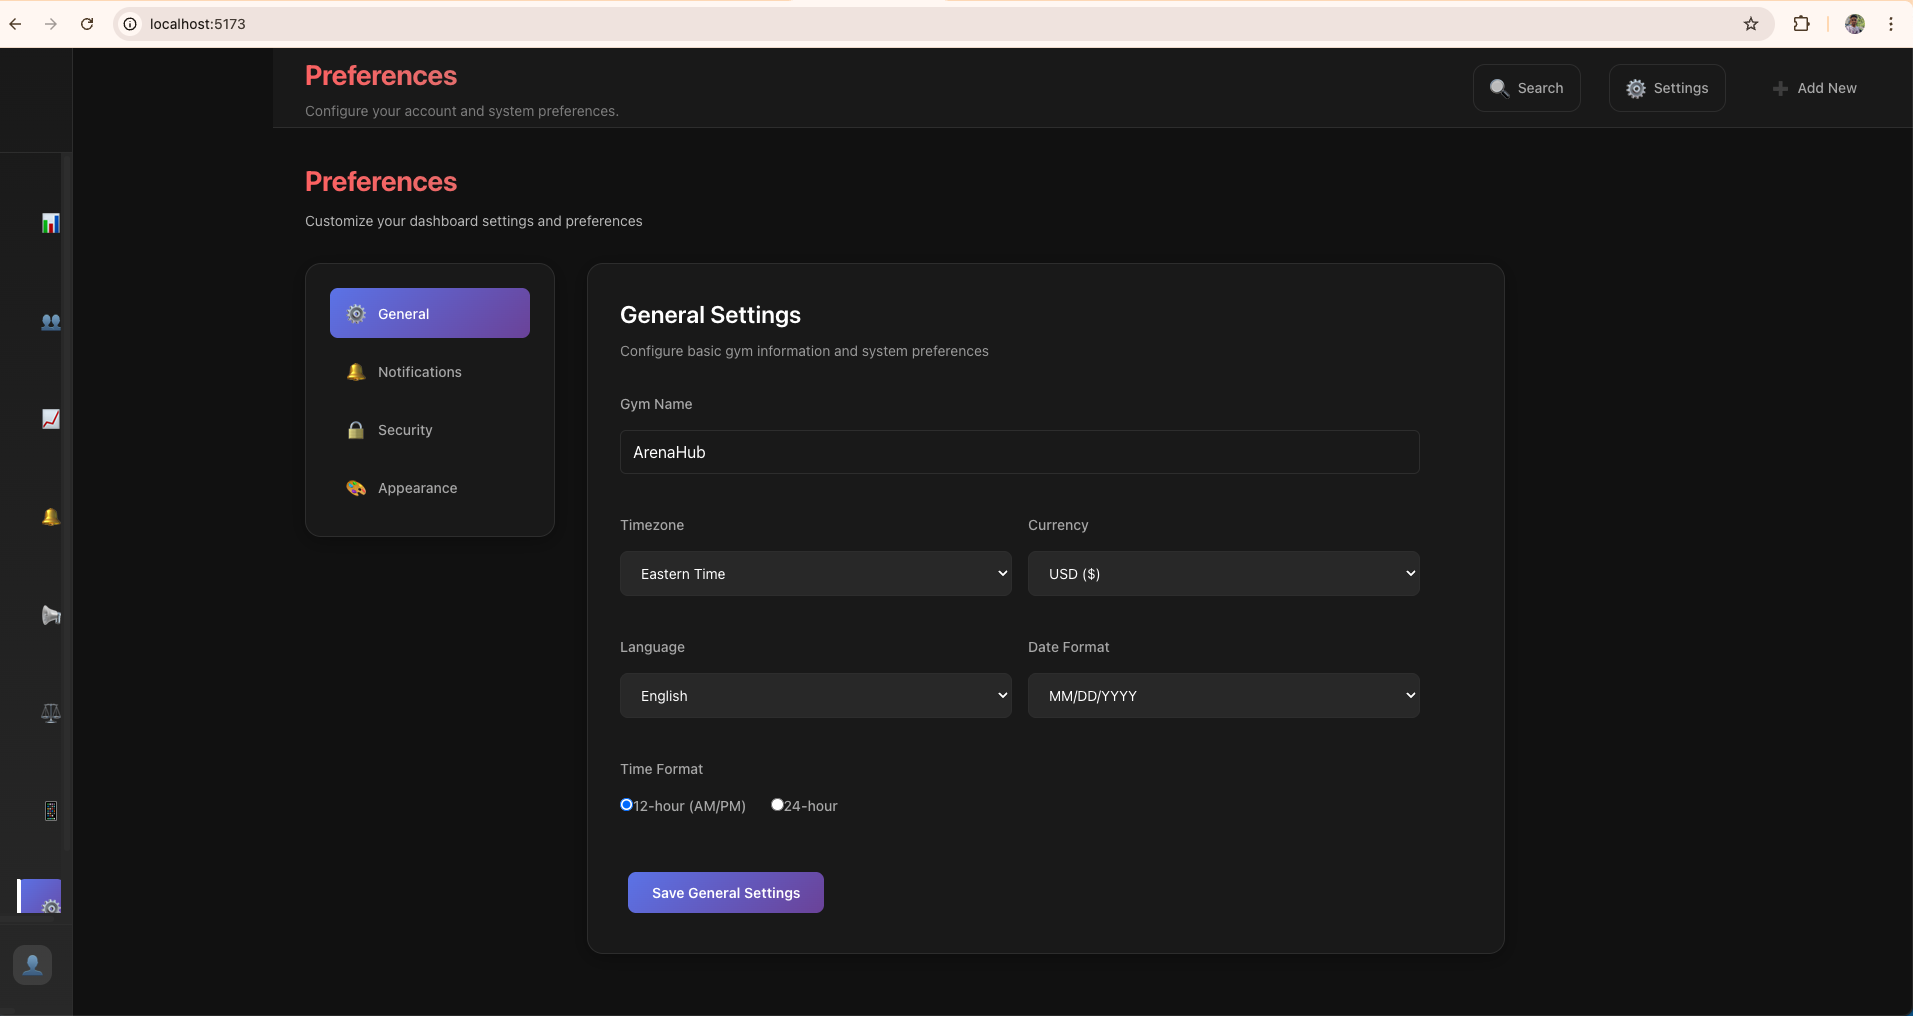 localhost:5173
Preferences
Configure your account and system preferences.
Search
Settings
Add New
Preferences
Customize your dashboard settings and preferences
General
Notifications
Security
Appearance
General Settings
Configure basic gym information and system preferences
Gym Name
ArenaHub
Timezone
Currency
Eastern Time
USD ($)
Language
Date Format
English
MM/DD/YYYY
Time Format
12-hour (AM/PM)
24-hour
Save General Settings